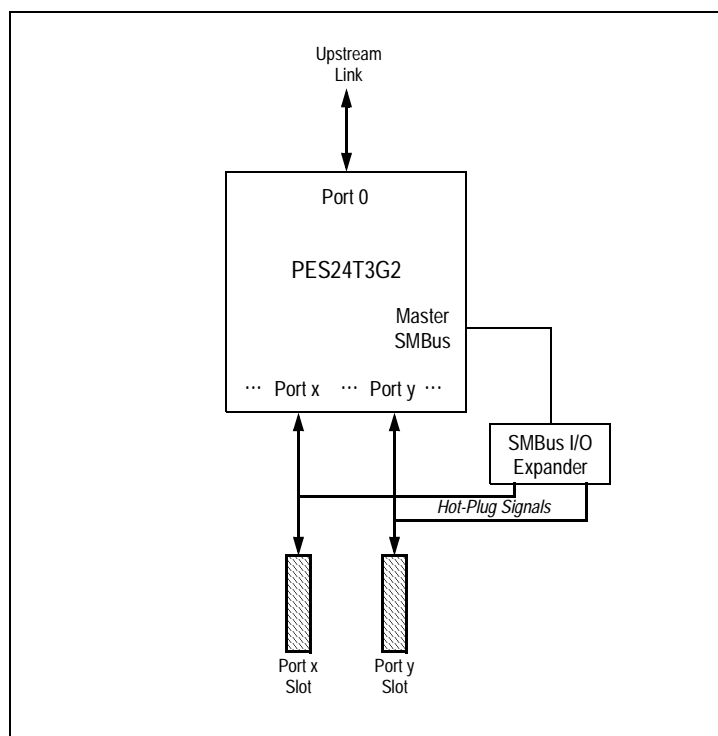 Upstream
Link
Port 0
PES24T3G2
Master
SMBus
··· Port x ··· Port y ···
SMBus I/O
Expander
Hot-Plug Signals
Port x
Slot
Port y
Slot